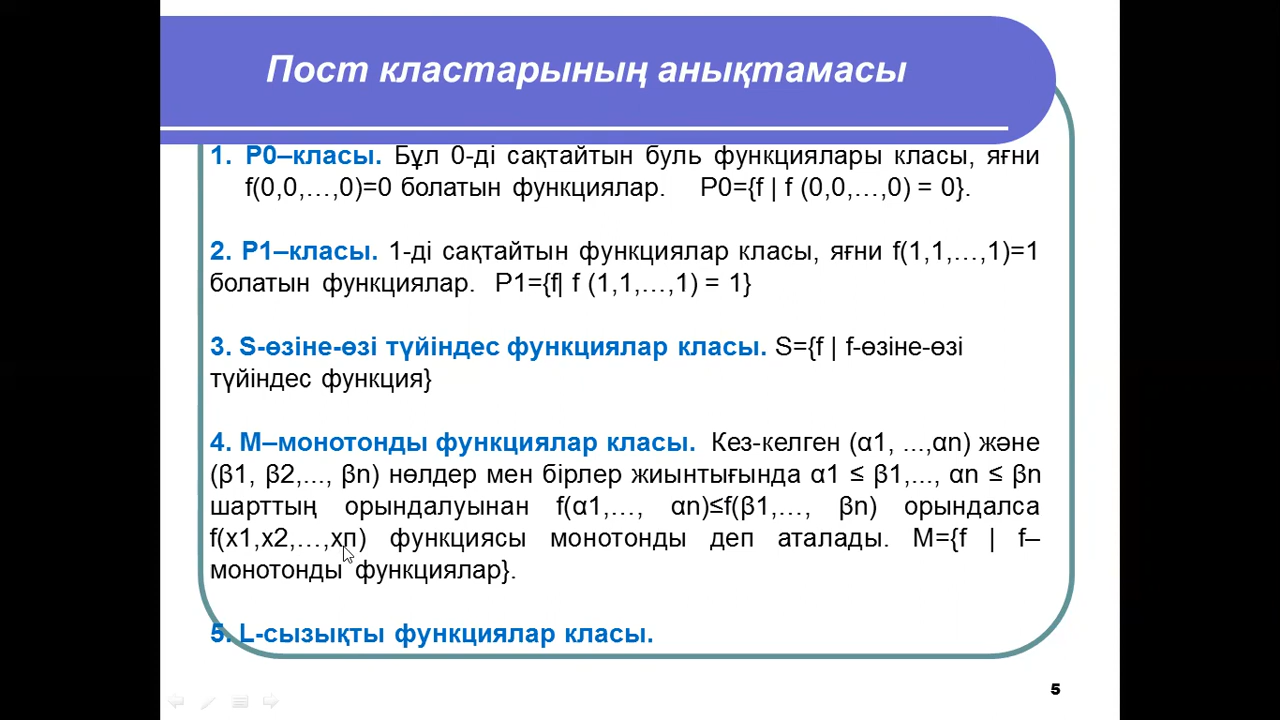 Пост кластарының анықтамасы
1. P0–класы. Бұл 0-ді сақтайтын буль функциялары класы, яғни
f(0,0,…,0)=0 болатын функциялар. P0={f | f (0,0,…,0) = 0}.
2. P1–класы. 1-ді сақтайтын функциялар класы, яғни f(1,1,…,1)=1
болатын функциялар. P1={f| f (1,1,…,1) = 1}
3. S-өзіне-өзі түйіндес функциялар класы. S={f | f-өзіне-өзі
түйіндес функция}
4. М–монотонды функциялар класы. Кез-келген (α1, ...,αn) және
(β1, β2,..., βn) нөлдер мен бірлер жиынтығында α1 ≤ β1,..., αn ≤ βn
шарттың орындалуынан f(α1,…, αn)≤f(β1,…, βn) орындалса
f(x1,x2,…,xп) функциясы монотонды деп аталады. M={f | f–
монотонды функциялар}.
5. L-сызықты функциялар класы.
5